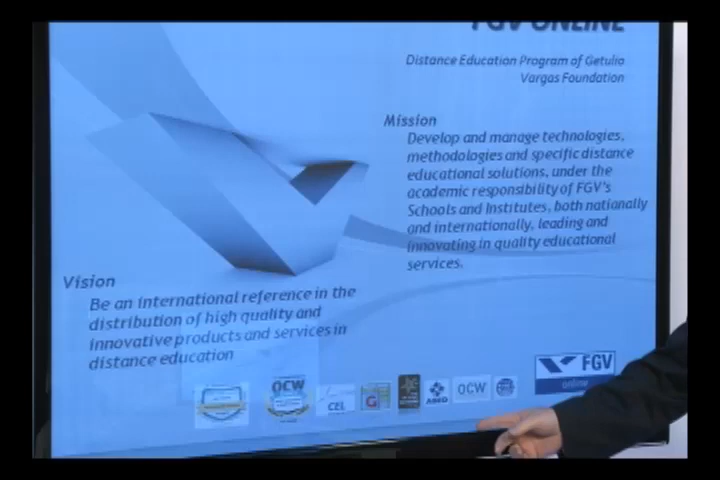 FGV ONLINE
Distance Education Program of Getulio
Vargas Foundation
Mission
Develop and manage technologies,
methodologies and specific distance
educational solutions, under the
academic responsibility of FGV's
Schools and Institutes, both nationally
and internationally, leading and
innovating in quality educational
services.
Vision
Be an international reference in the
distribution of high quality and
innovative products and services in
distance education
OCW
CEL
G
ABED
OCW
FGV
online